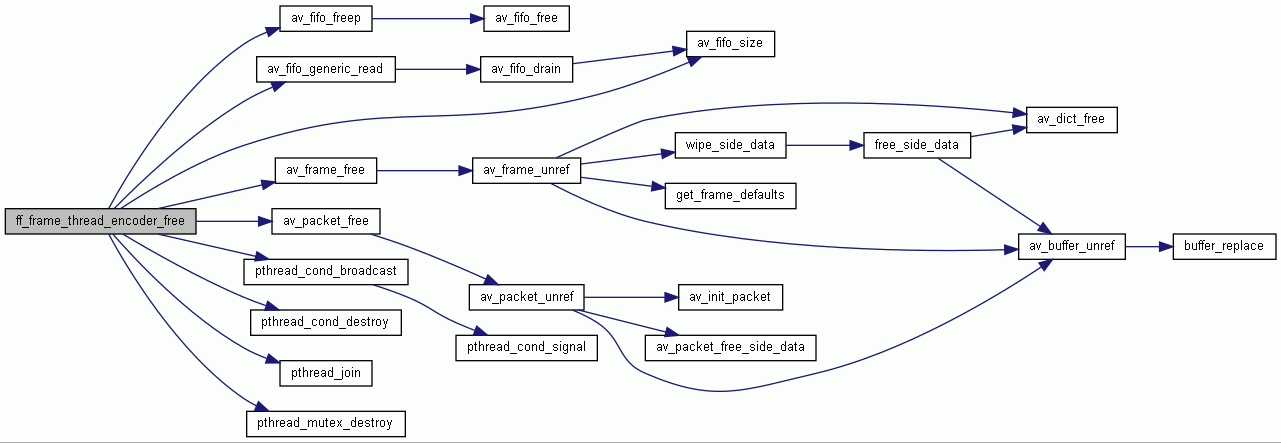 ff_frame_thread_encoder_free
av_fifo_freep
av_fifo_free
av_fifo_generic_read
av_fifo_drain
av_fifo_size
av_frame_free
av_frame_unref
wipe_side_data
free_side_data
av_dict_free
get_frame_defaults
av_packet_free
av_buffer_unref
buffer_replace
pthread_cond_broadcast
av_packet_unref
av_init_packet
pthread_cond_destroy
pthread_cond_signal
av_packet_free_side_data
pthread_join
pthread_mutex_destroy